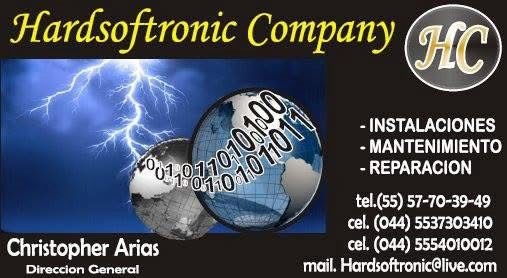 Hardsoftronic Company
HC
- INSTALACIONES
- MANTENIMIENTO
- REPARACION
tel.(55) 57-70-39-49
cel. (044) 5537303410
cel. (044) 5554010012
mail. Hardsoftronic@live.com
Christopher Arias
Direccion General